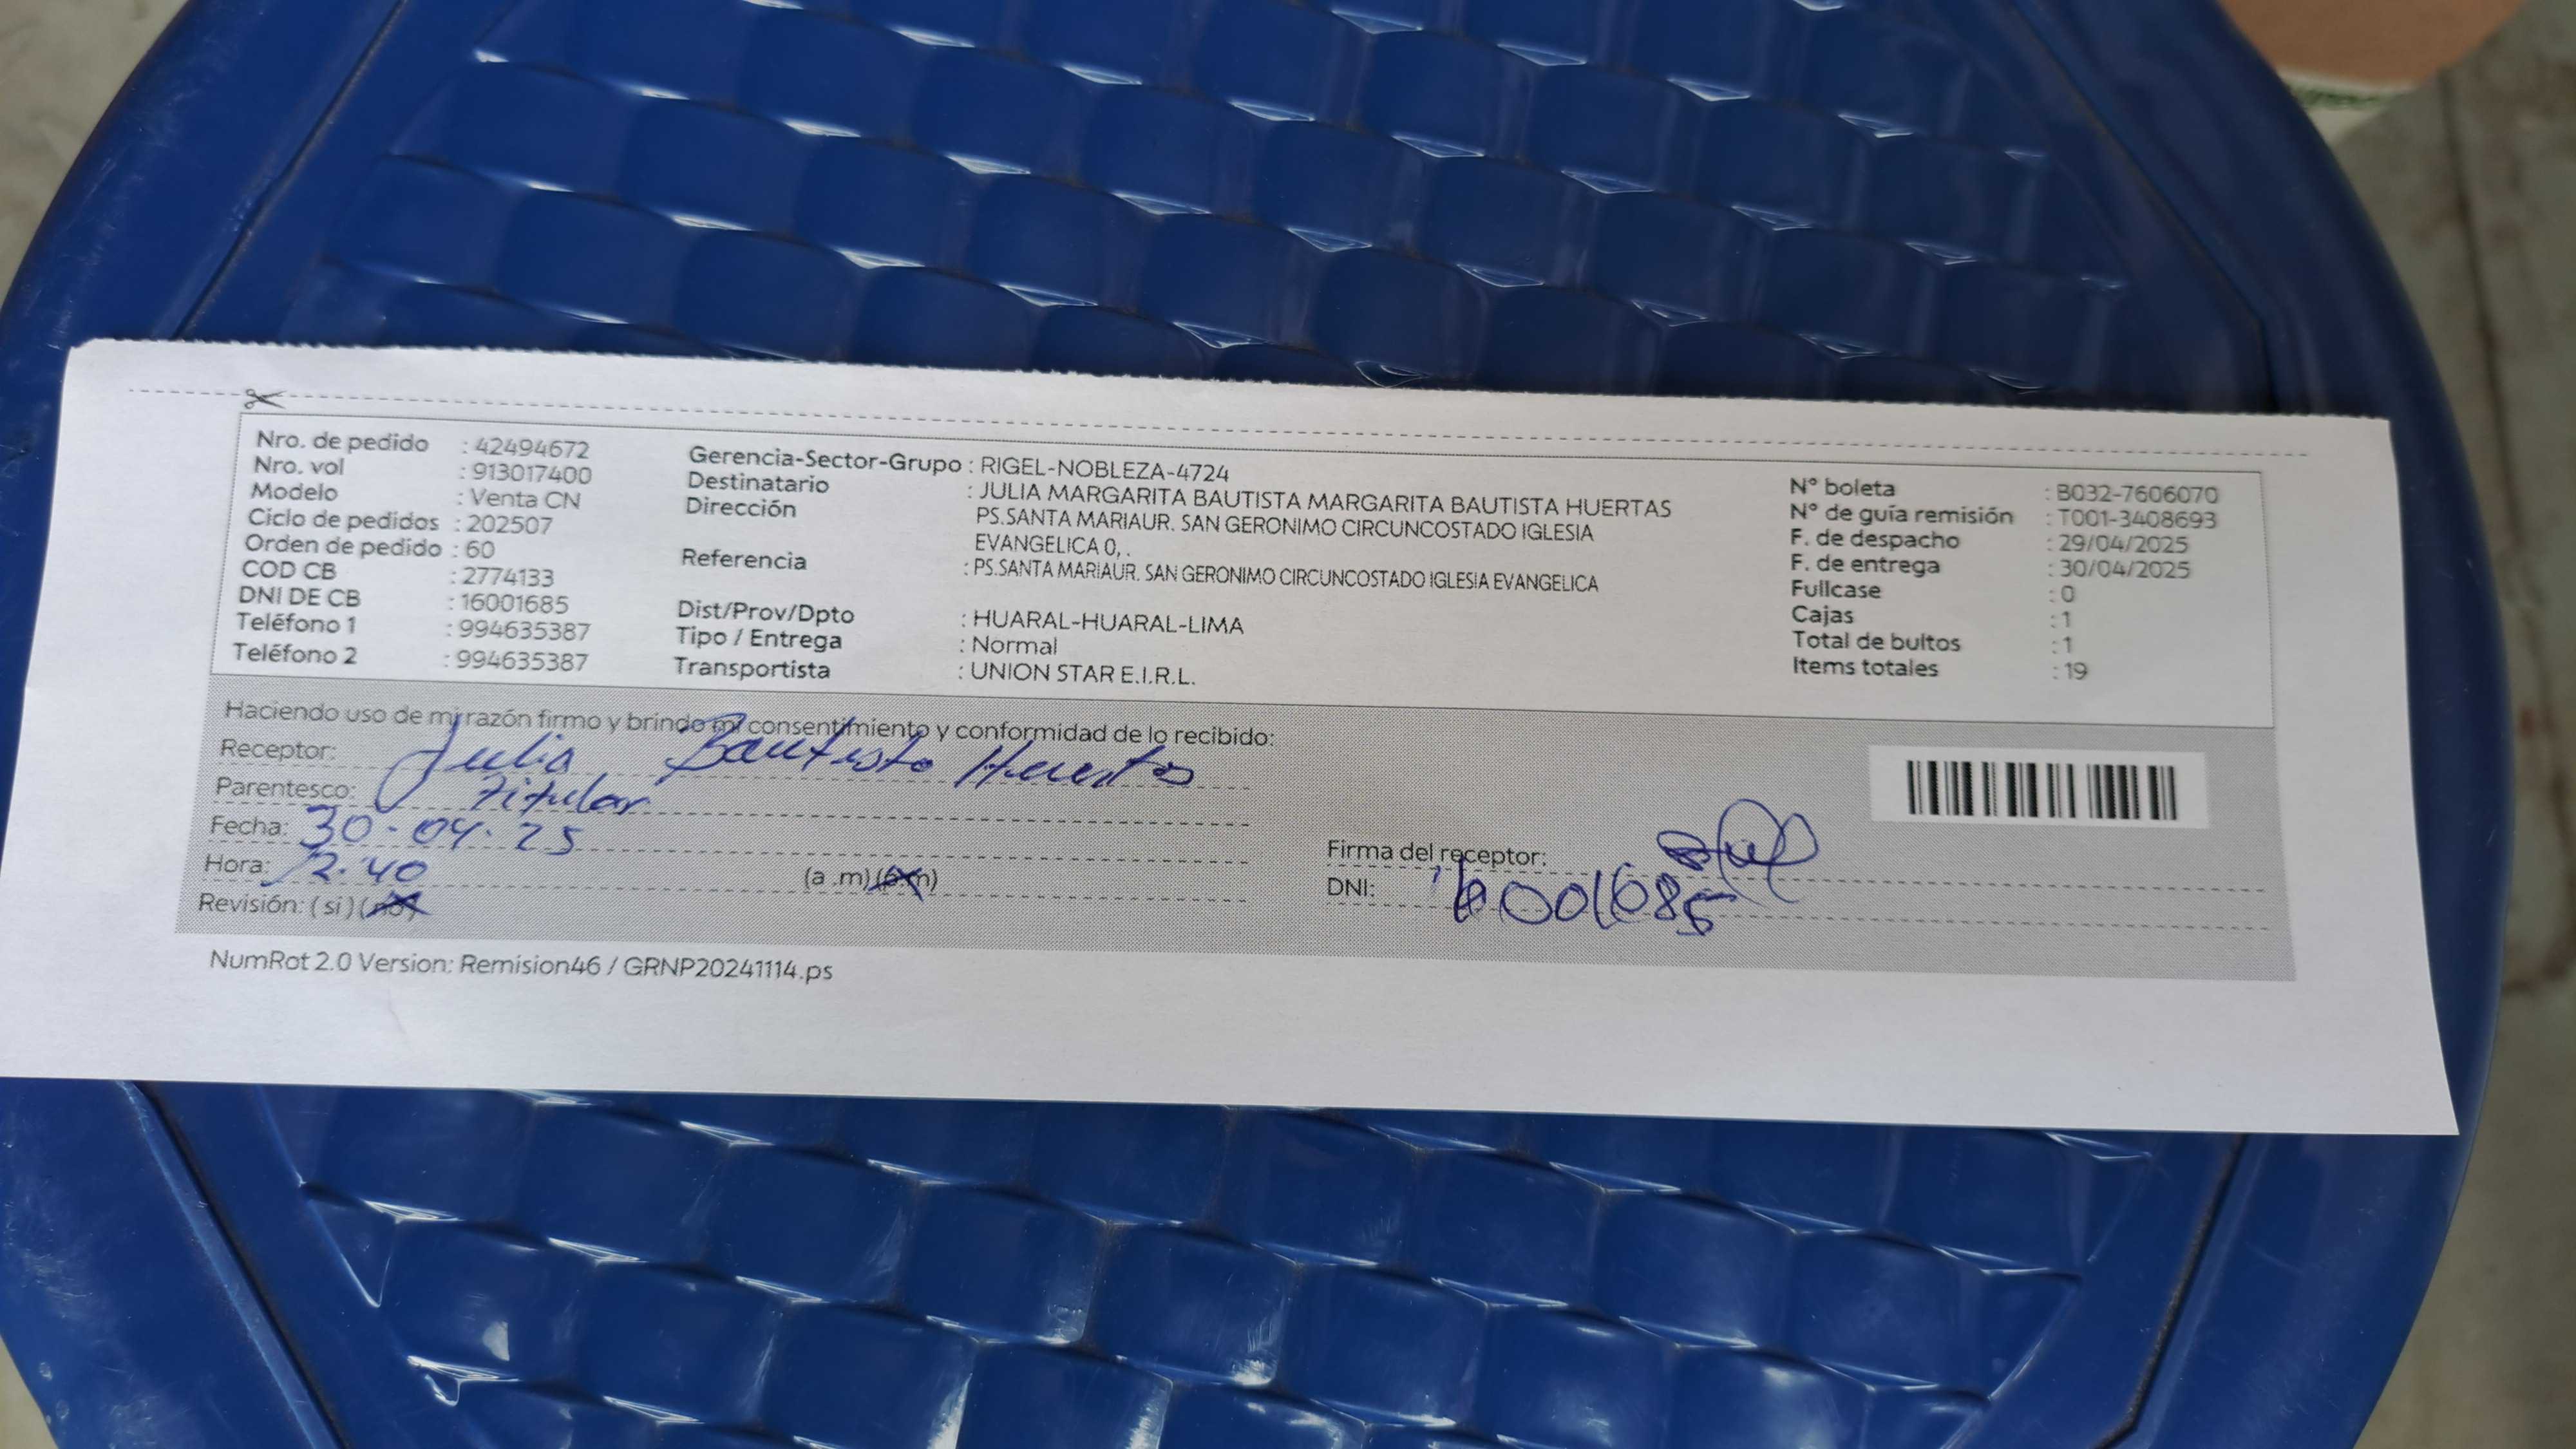 Nro. de pedido : 42494672
Nro. vol : 913017400
Modelo : Venta CN
Ciclo de pedidos : 202507
Orden de pedido : 60
COD CB : 2774133
DNI DE CB : 16001685
Teléfono 1 : 994635387
Teléfono 2 : 994635387
Gerencia-Sector-Grupo : RIGEL-NOBLEZA-4724
Destinatario : JULIA MARGARITA BAUTISTA MARGARITA BAUTISTA HUERTAS
Dirección PS.SANTA MARIAUR. SAN GERONIMO CIRCUNCOSTADO IGLESIA
EVANGELICA 0, .
Referencia : PS.SANTA MARIAUR. SAN GERONIMO CIRCUNCOSTADO IGLESIA EVANGELICA
Dist/Prov/Dpto : HUARAL-HUARAL-LIMA
Tipo / Entrega : Normal
Transportista : UNION STAR E.I.R.L.
N° boleta : B032-7606070
N° de guía remisión : T001-3408693
F. de despacho : 29/04/2025
F. de entrega : 30/04/2025
Fullcase : 0
Cajas : 1
Total de bultos : 1
Items totales : 19
Haciendo uso de mi razón firmo y brindo mi consentimiento y conformidad de lo recibido:
Receptor: Julia Bautista Huertas
Parentesco: Titular
Fecha: 30-04-25
Hora: 12:40 (a .m) (p.m)
Revisión: (si) (no)
Firma del receptor:
DNI: 16001685
NumRot 2.0 Version: Remision46 / GRNP20241114.ps